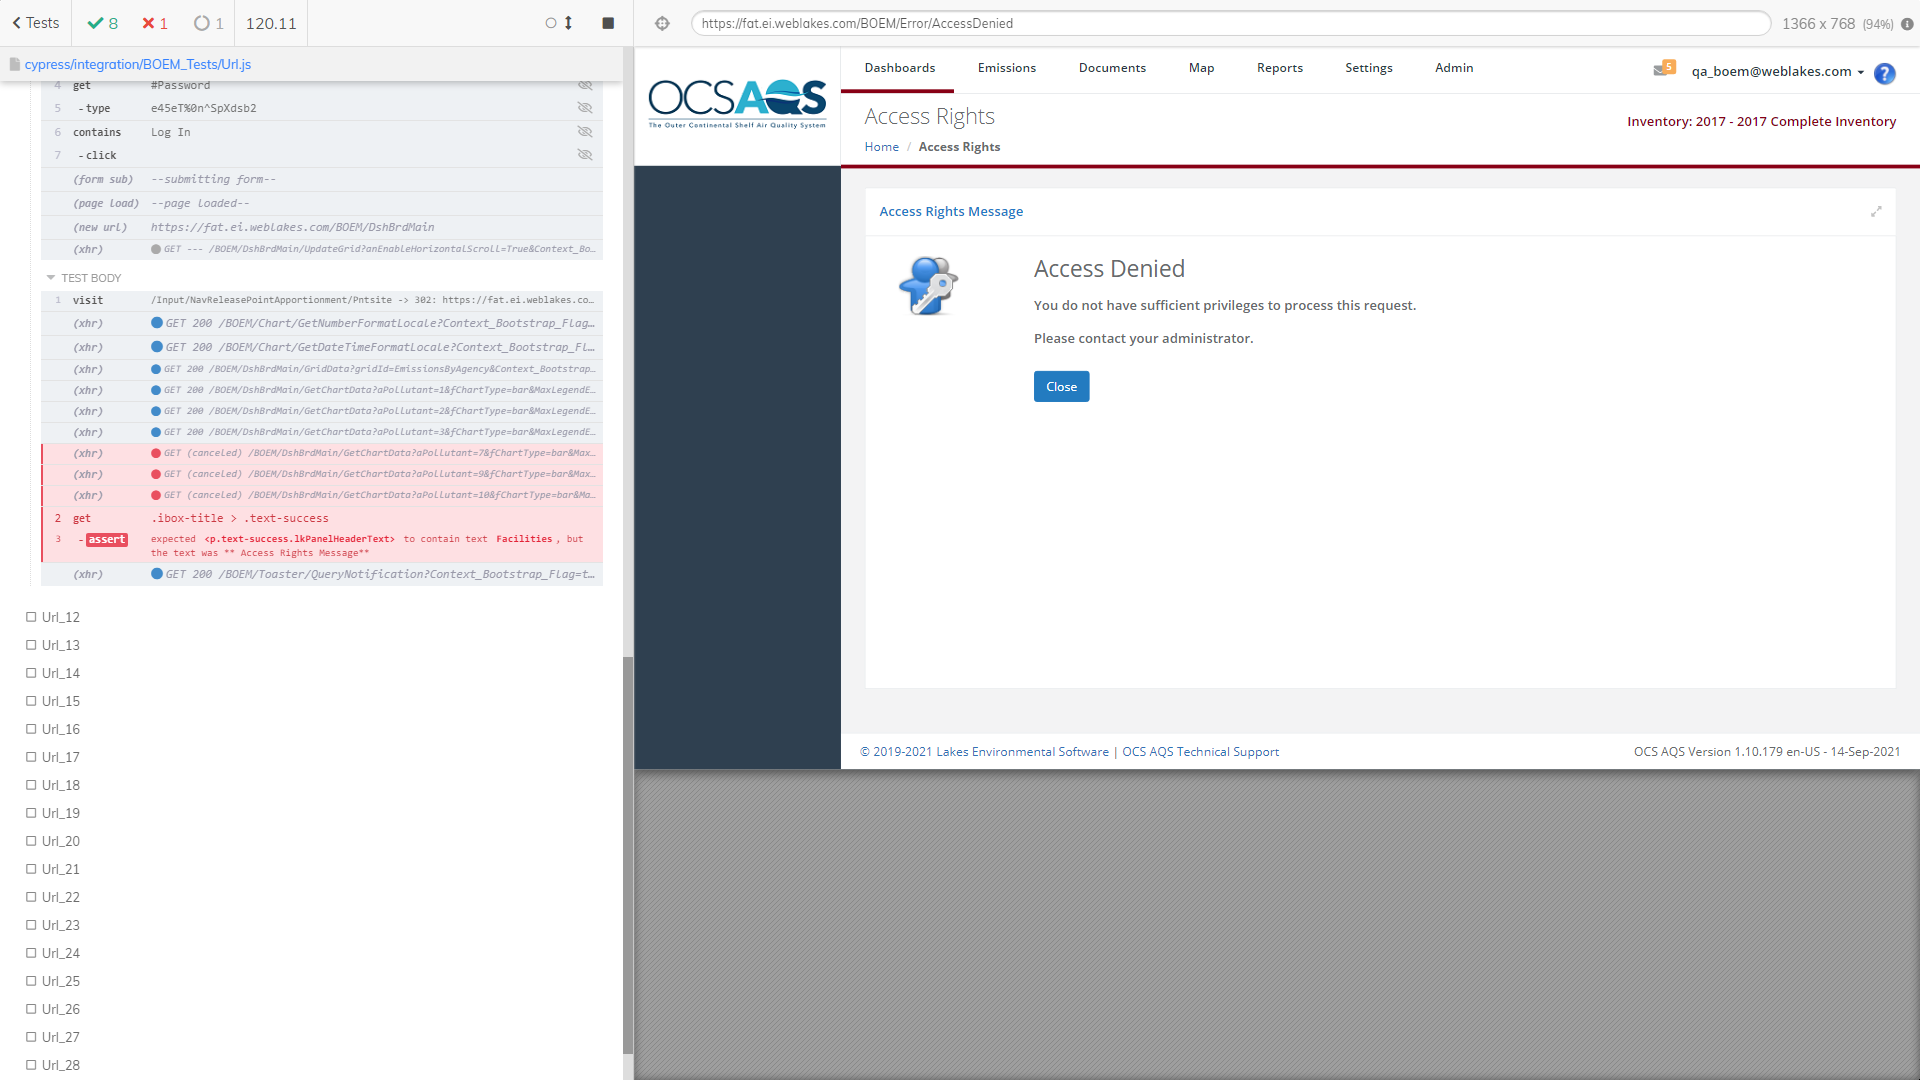 Tests
8
1
1
120.11
https://fat.ei.weblakes.com/BOEM/Error/AccessDenied
1366 x 768 (94%)
cypress/integration/BOEM_Tests/Url.js
4 get #Password
5 -type e45eT%0n^SpXdsb2
6 contains Log In
7 -click
(form sub) --submitting form--
(page load) --page loaded--
(new url) https://fat.ei.weblakes.com/BOEM/DshBrdMain
(xhr) GET --- /BOEM/DshBrdMain/UpdateGrid?anEnableHorizontalScroll=True&Context_Bo…
TEST BODY
1 visit /Input/NavReleasePointApportionment/Pntsite -> 302: https://fat.ei.weblakes.co…
(xhr) GET 200 /BOEM/Chart/GetNumberFormatLocale?Context_Bootstrap_Flag…
(xhr) GET 200 /BOEM/Chart/GetDateTimeFormatLocale?Context_Bootstrap_Fl…
(xhr) GET 200 /BOEM/DshBrdMain/GridData?gridId=EmissionsByAgency&Context_Bootstrap…
(xhr) GET 200 /BOEM/DshBrdMain/GetChartData?aPollutant=1&fChartType=bar&MaxLegendE…
(xhr) GET 200 /BOEM/DshBrdMain/GetChartData?aPollutant=2&fChartType=bar&MaxLegendE…
(xhr) GET 200 /BOEM/DshBrdMain/GetChartData?aPollutant=3&fChartType=bar&MaxLegendE…
(xhr) GET (canceled) /BOEM/DshBrdMain/GetChartData?aPollutant=7&fChartType=bar&Max…
(xhr) GET (canceled) /BOEM/DshBrdMain/GetChartData?aPollutant=9&fChartType=bar&Max…
(xhr) GET (canceled) /BOEM/DshBrdMain/GetChartData?aPollutant=10&fChartType=bar&Ma…
2 get .ibox-title > .text-success
3 -assert expected <p.text-success.lkPanelHeaderText> to contain text Facilities, but
the text was ** Access Rights Message**
(xhr) GET 200 /BOEM/Toaster/QueryNotification?Context_Bootstrap_Flag=t…
Url_12
Url_13
Url_14
Url_15
Url_16
Url_17
Url_18
Url_19
Url_20
Url_21
Url_22
Url_23
Url_24
Url_25
Url_26
Url_27
Url_28
OCSAQS
The Outer Continental Shelf Air Quality System
Dashboards Emissions Documents Map Reports Settings Admin
5
qa_boem@weblakes.com
?
Access Rights
Inventory: 2017 - 2017 Complete Inventory
Home / Access Rights
Access Rights Message
Access Denied
You do not have sufficient privileges to process this request.
Please contact your administrator.
Close
© 2019-2021 Lakes Environmental Software | OCS AQS Technical Support
OCS AQS Version 1.10.179 en-US - 14-Sep-2021